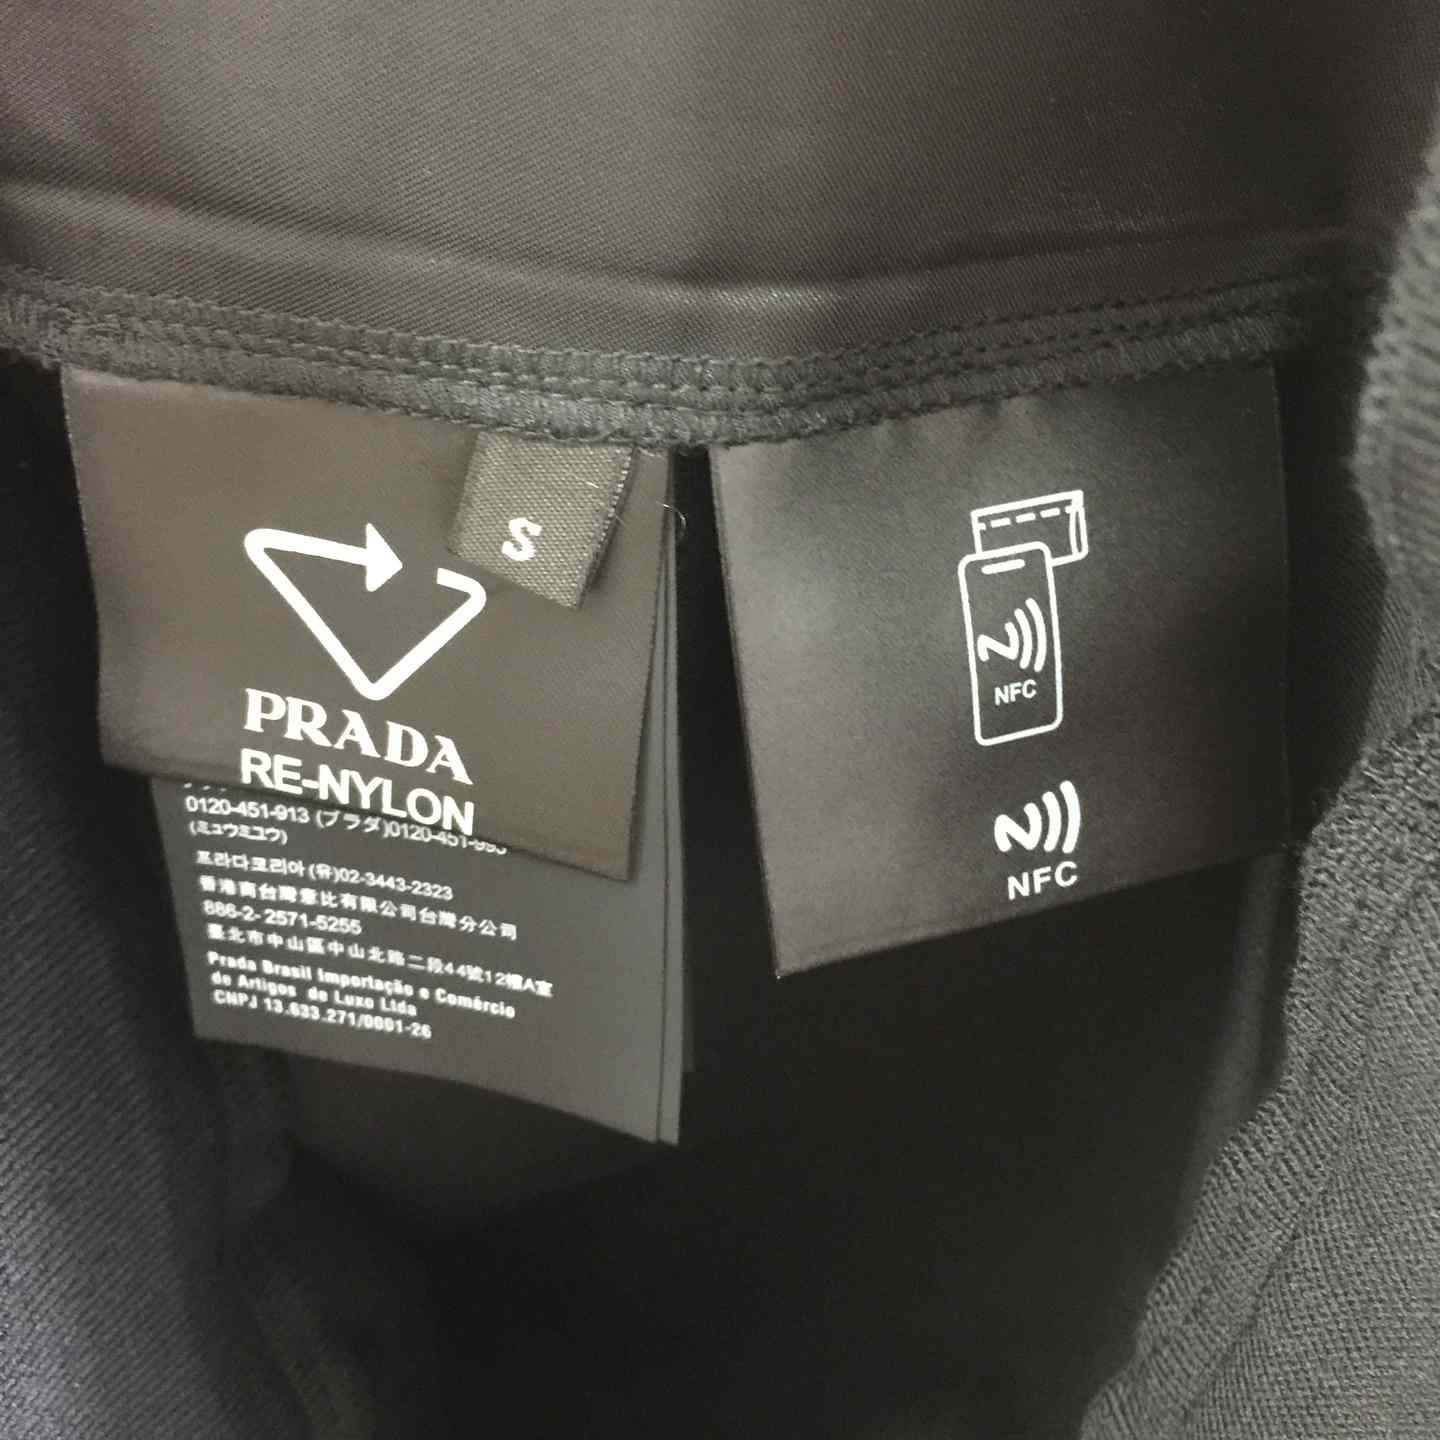 S
PRADA
RE-NYLON
0120-451-913 (プラダ)0120-451-993
(ミュウミュウ)
프라다코리아(유)02-3443-2323
香港商台灣意比有限公司台灣分公司
886-2-2571-5255
臺北市中山區中山北路二段44號12樓A室
Prada Brasil Importação e Comércio
de Artigos de Luxo Ltda
CNPJ 13.633.271/0001-26
NFC
NFC